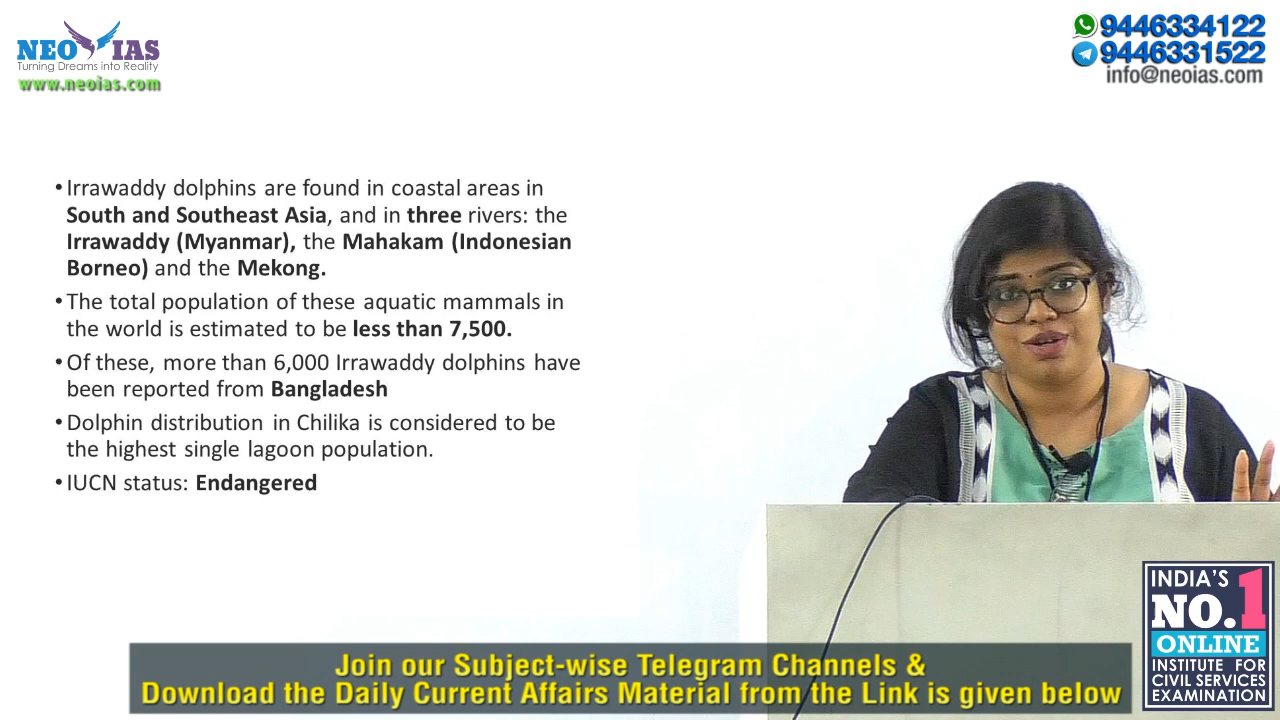 NEO IAS
Turning Dreams into Reality
www.neoias.com
9446334122
9446331522
info@neoias.com
•Irrawaddy dolphins are found in coastal areas in
South and Southeast Asia, and in three rivers: the
Irrawaddy (Myanmar), the Mahakam (Indonesian
Borneo) and the Mekong.
•The total population of these aquatic mammals in
the world is estimated to be less than 7,500.
•Of these, more than 6,000 Irrawaddy dolphins have
been reported from Bangladesh
•Dolphin distribution in Chilika is considered to be
the highest single lagoon population.
•IUCN status: Endangered
INDIA'S
NO.1
ONLINE
INSTITUTE FOR
CIVIL SERVICES
EXAMINATION
Join our Subject-wise Telegram Channels &
Download the Daily Current Affairs Material from the Link is given below